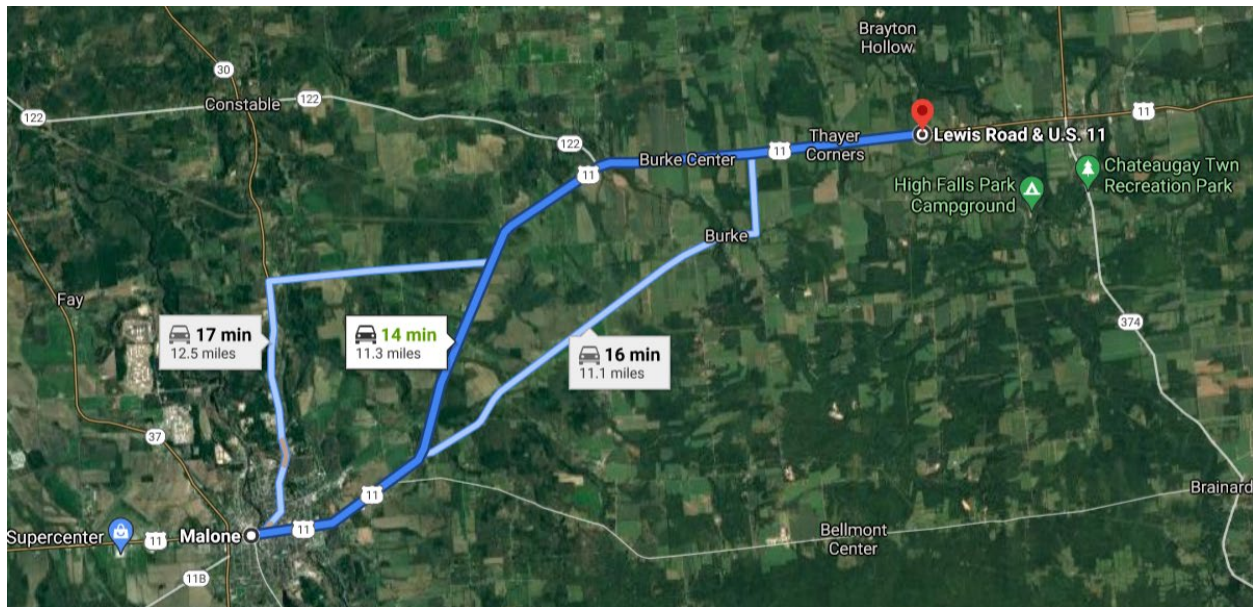 Brayton
Hollow
30
Constable
122
122
11
122
Burke Center
11
Thayer
Corners
Lewis Road & U.S. 11
11
High Falls Park
Campground
Chateaugay Twn
Recreation Park
Burke
Fay
17 min
12.5 miles
14 min
11.3 miles
16 min
11.1 miles
374
37
11
Brainard
Supercenter
11
Malone
11
Bellmont
Center
11B